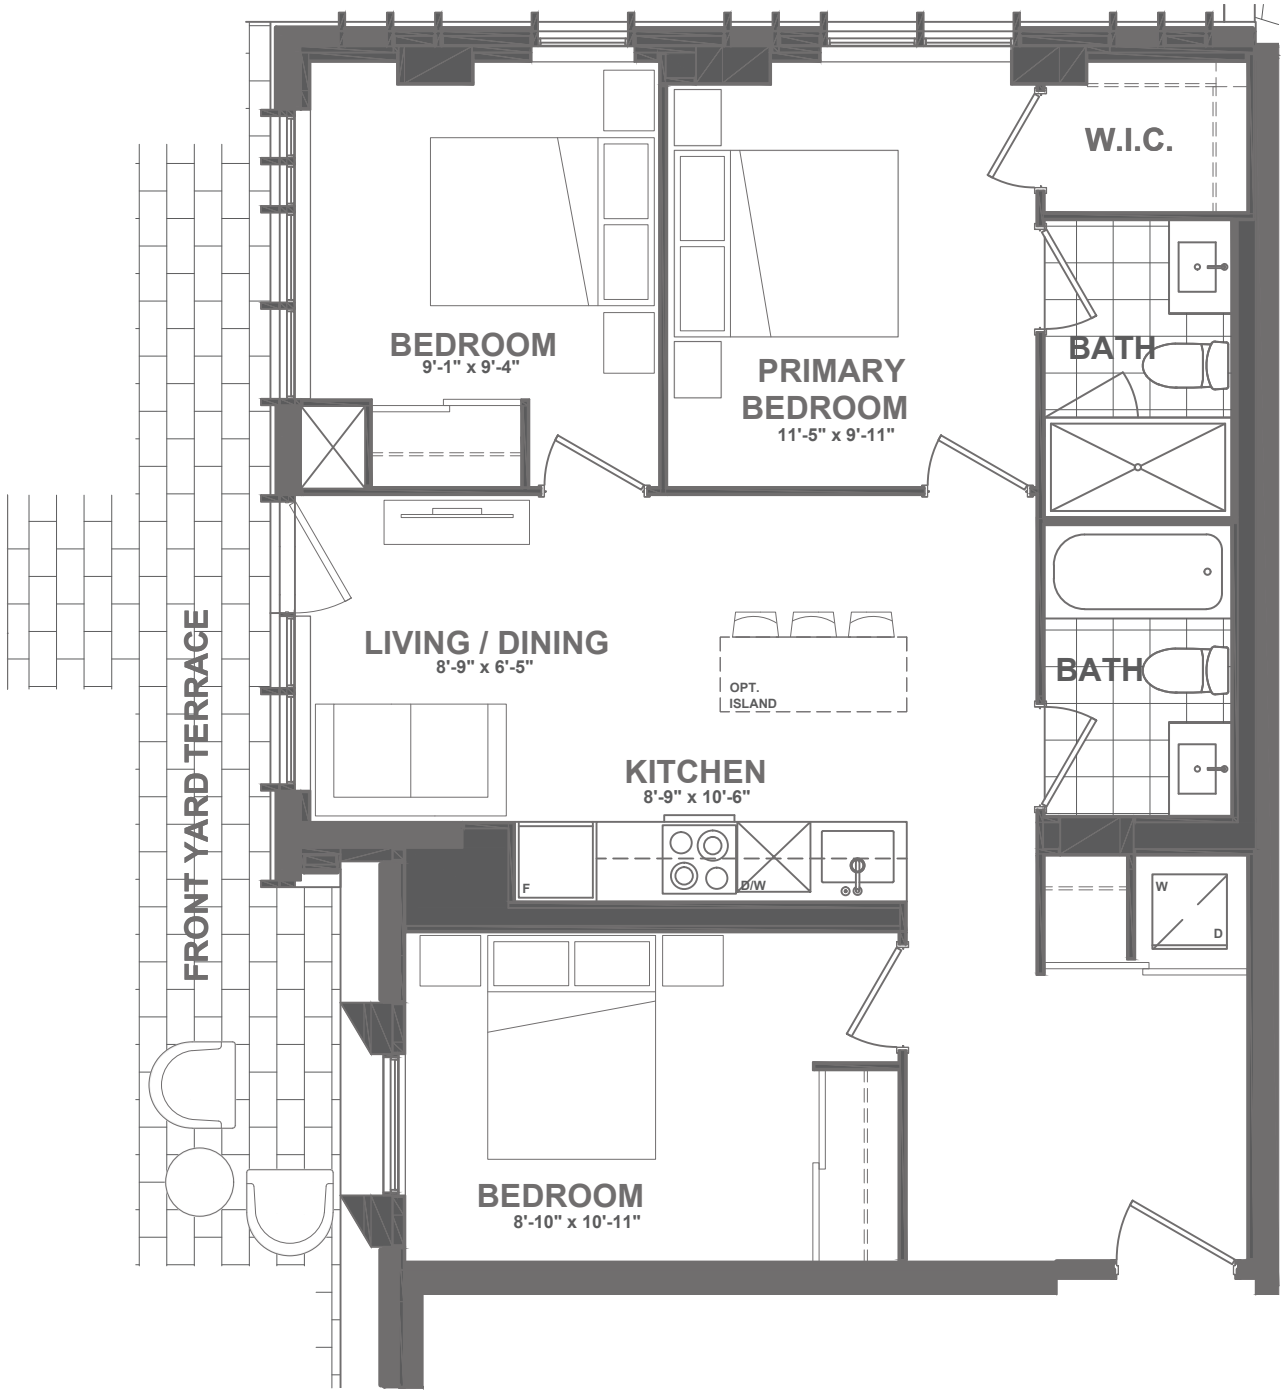 W.I.C.
BEDROOM
9'-1" x 9'-4"
BATH
PRIMARY
BEDROOM
11'-5" x 9'-11"
LIVING / DINING
8'-9" x 6'-5"
BATH
OPT.
ISLAND
FRONT YARD TERRACE
KITCHEN
8'-9" x 10'-6"
F
D/W
W
D
BEDROOM
8'-10" x 10'-11"